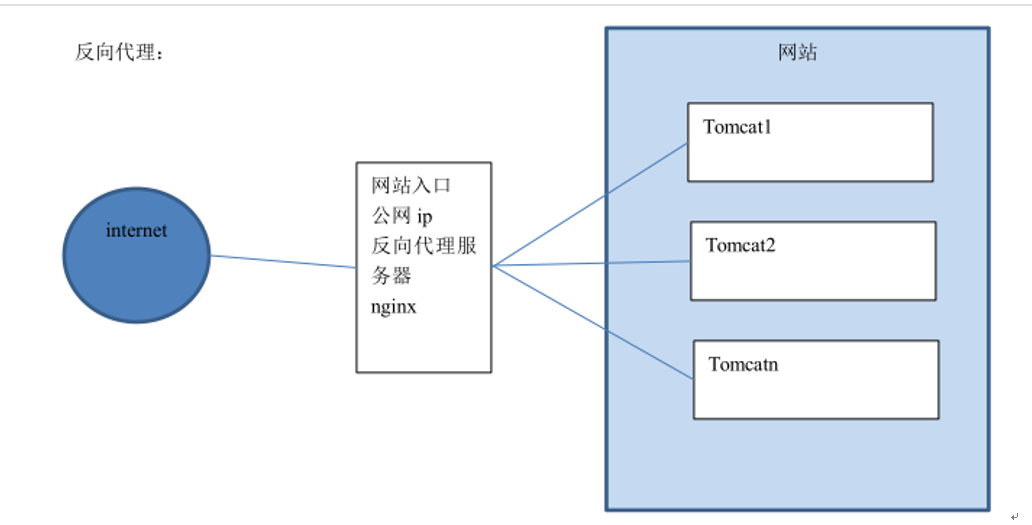 反向代理：
网站
Tomcat1
网站入口
公网 ip
反向代理服
务器
nginx
internet
Tomcat2
Tomcatn